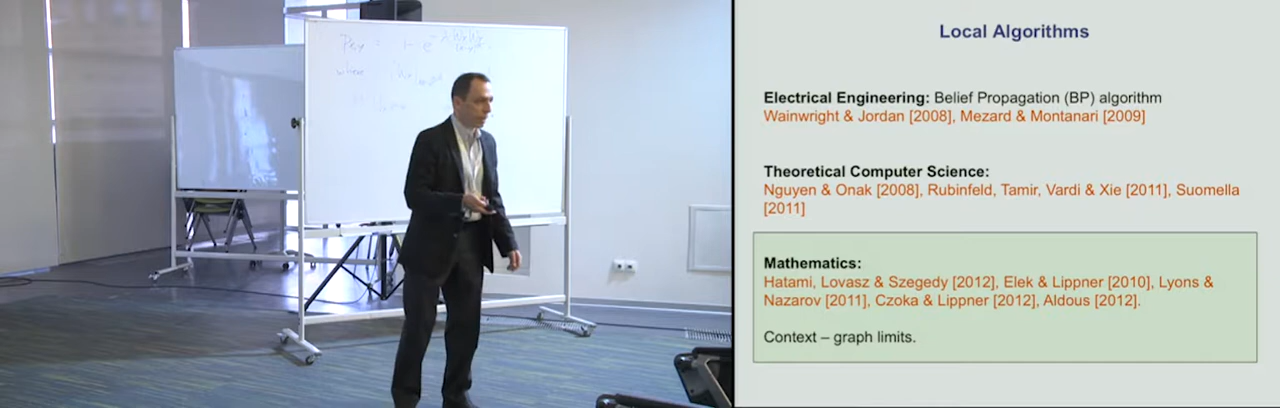 where
Local Algorithms
Electrical Engineering: Belief Propagation (BP) algorithm
Wainwright & Jordan [2008], Mezard & Montanari [2009]
Theoretical Computer Science:
Nguyen & Onak [2008], Rubinfeld, Tamir, Vardi & Xie [2011], Suomella
[2011]
Mathematics:
Hatami, Lovasz & Szegedy [2012], Elek & Lippner [2010], Lyons &
Nazarov [2011], Czoka & Lippner [2012], Aldous [2012].
Context – graph limits.